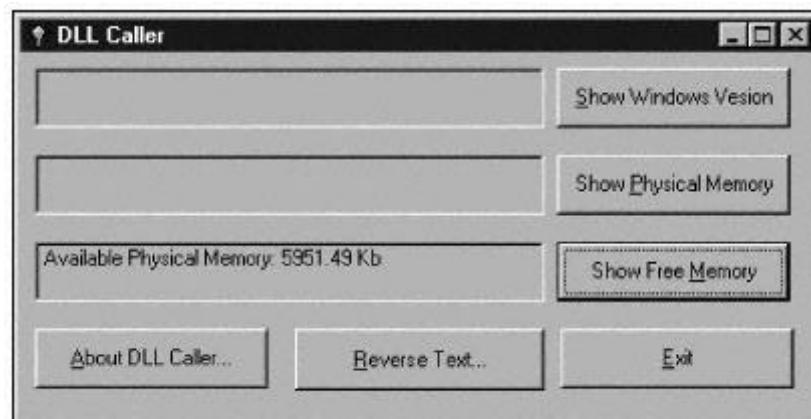 DLL Caller
Show Windows Vesion
Show Physical Memory
Available Physical Memory: 5951.49 Kb
Show Free Memory
About DLL Caller...
Reverse Text...
Exit